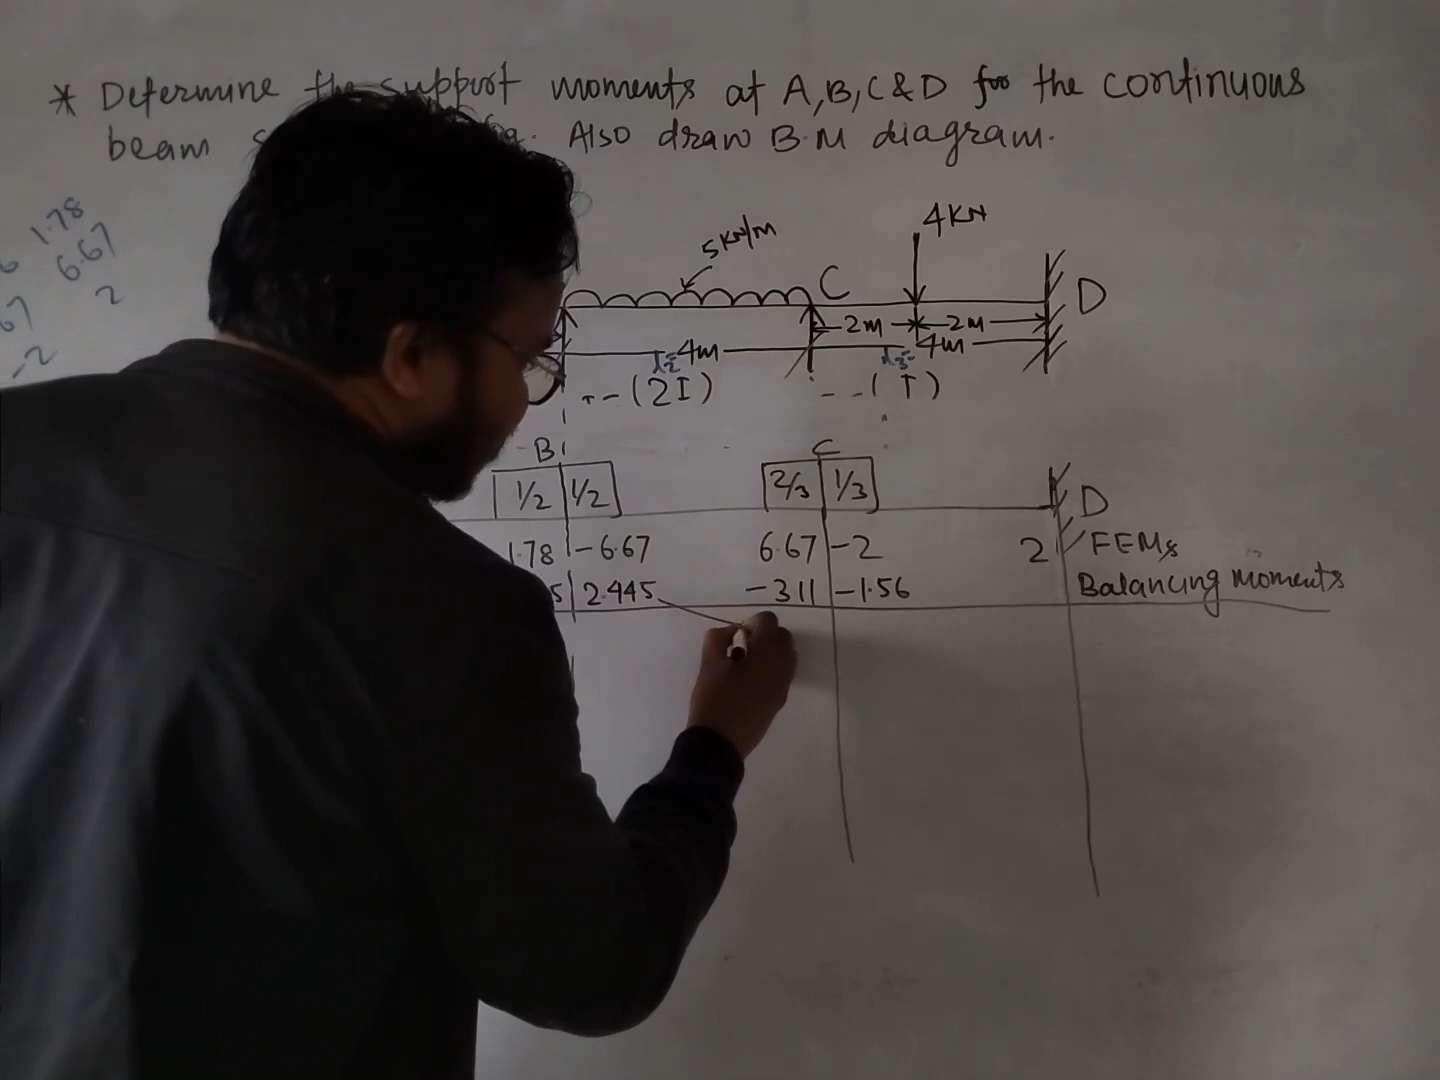 * Determine the support moments at A,B,C & D for the continuous
beam Also draw B.M diagram.
1.78
6.67
2
67
-2
5KN/m
4KN
C
D
2m 2m
4m 4m
(2I) (I)
B C
1/2 1/2 2/3 1/3 D
1.78 -6.67 6.67 -2 2 FEMs
5 2.445 -3.11 -1.56 Balancing Moments